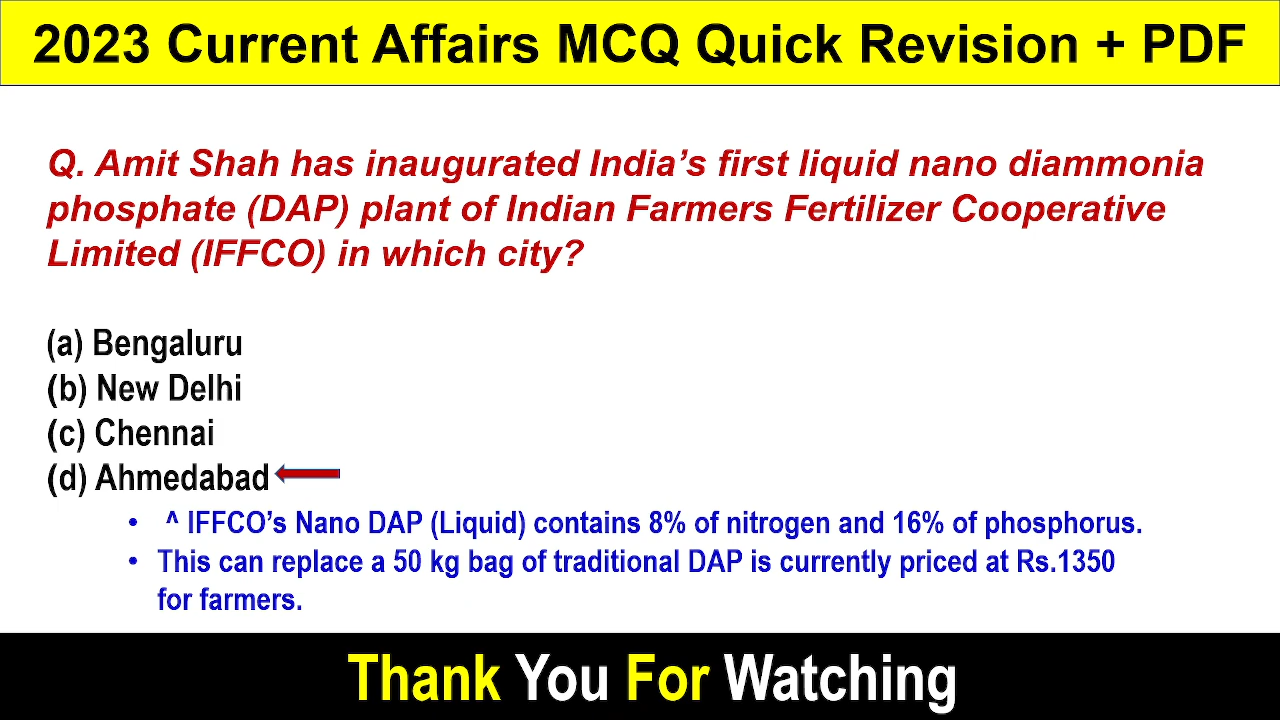 2023 Current Affairs MCQ Quick Revision + PDF
Q. Amit Shah has inaugurated India’s first liquid nano diammonia
phosphate (DAP) plant of Indian Farmers Fertilizer Cooperative
Limited (IFFCO) in which city?
(a) Bengaluru
(b) New Delhi
(c) Chennai
(d) Ahmedabad
• ^ IFFCO’s Nano DAP (Liquid) contains 8% of nitrogen and 16% of phosphorus.
• This can replace a 50 kg bag of traditional DAP is currently priced at Rs.1350
for farmers.
Thank You For Watching